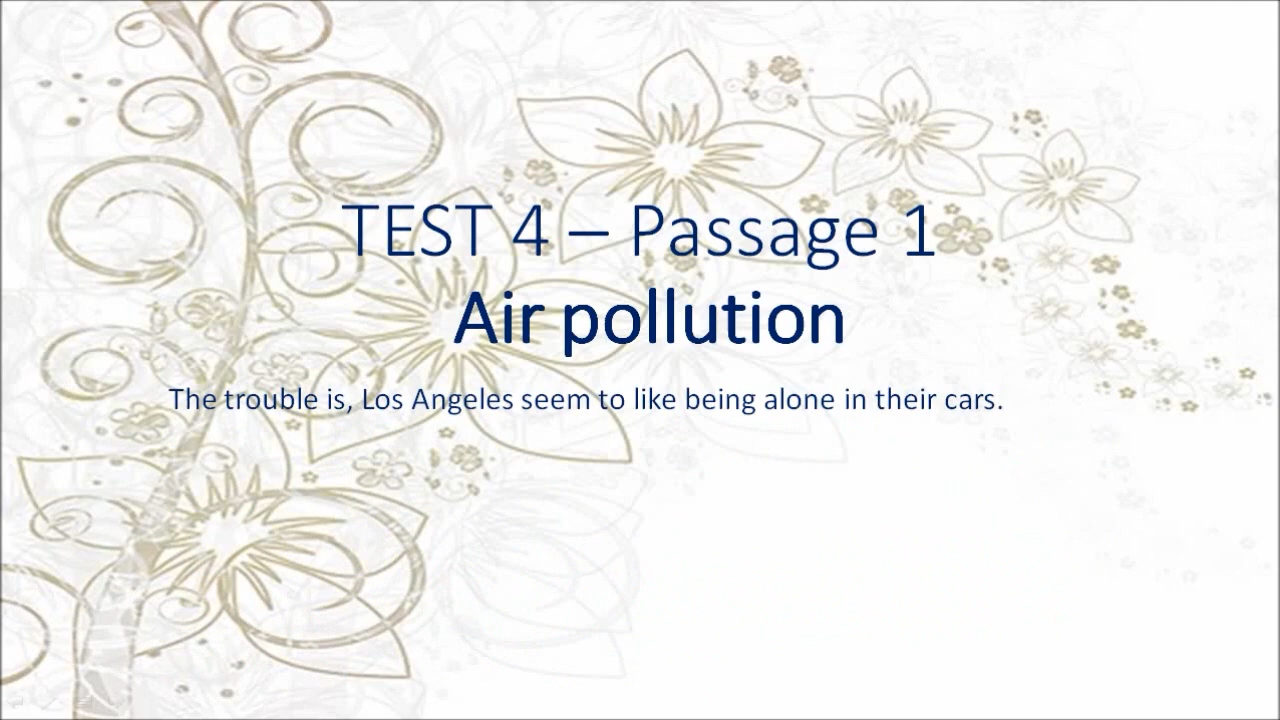 TEST 4 – Passage 1
Air pollution
The trouble is, Los Angeles seem to like being alone in their cars.